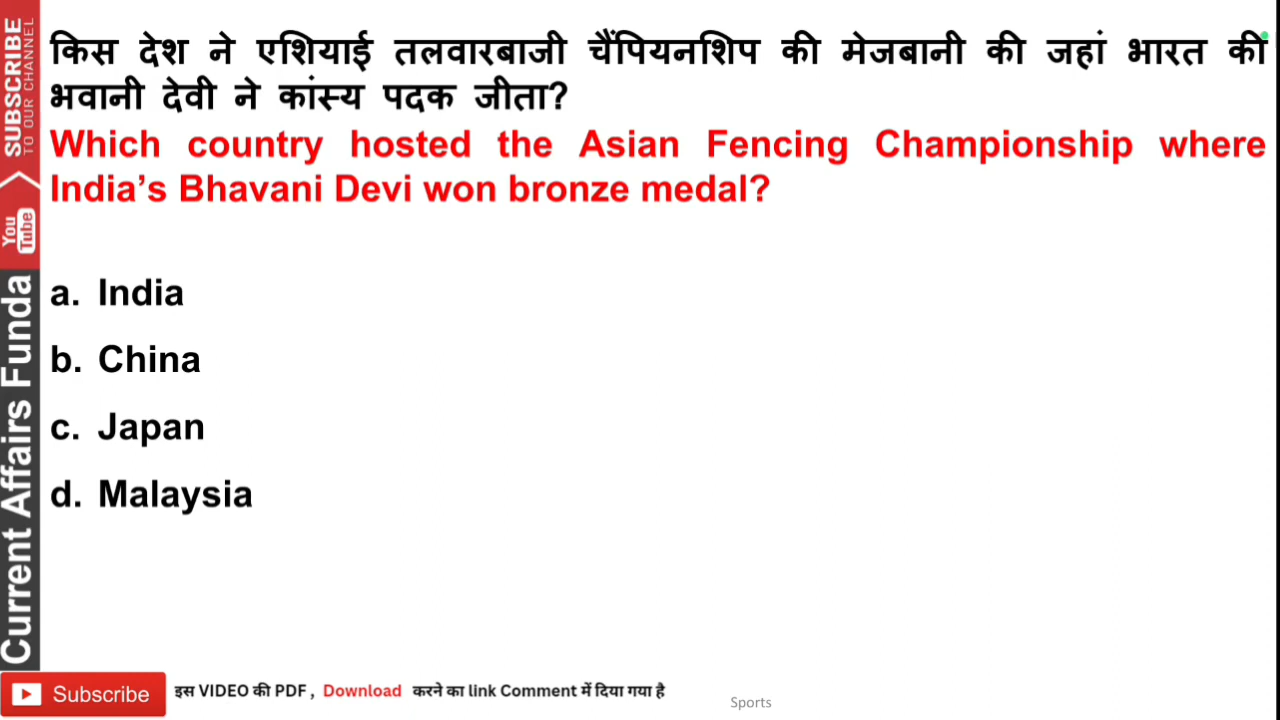 किस देश ने एशियाई तलवारबाजी चैंपियनशिप की मेजबानी की जहां भारत की
भवानी देवी ने कांस्य पदक जीता?
Which country hosted the Asian Fencing Championship where
India’s Bhavani Devi won bronze medal?
a. India
b. China
c. Japan
d. Malaysia
SUBSCRIBE
TO OUR CHANNEL
You Tube
Current Affairs Funda
Subscribe
इस VIDEO की PDF , Download करने का link Comment में दिया गया है
Sports